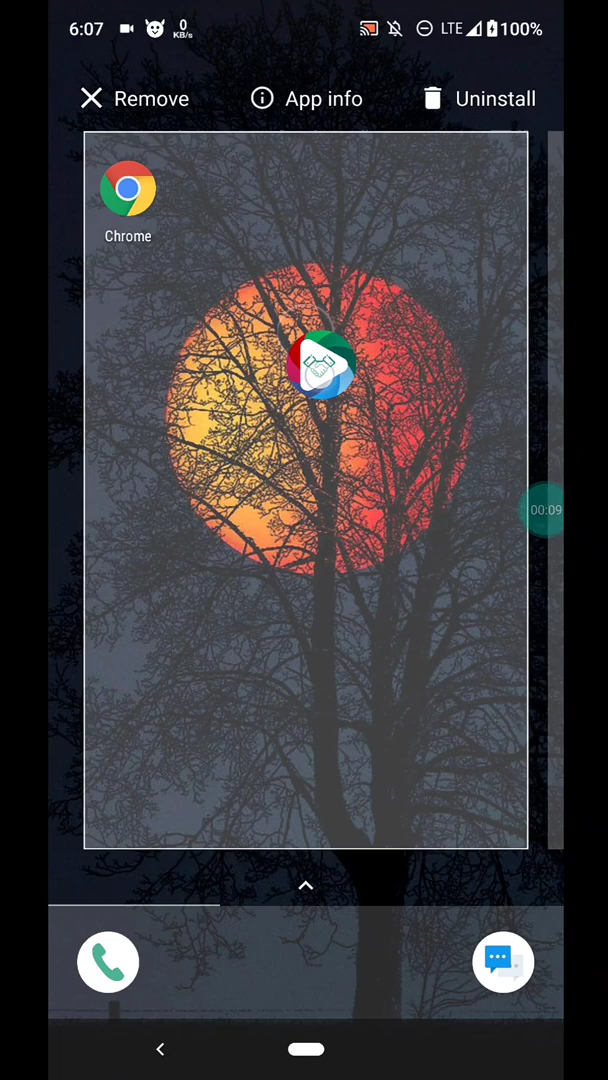 6:07
0
KB/s
LTE
100%
Remove
App info
Uninstall
Chrome
00:09